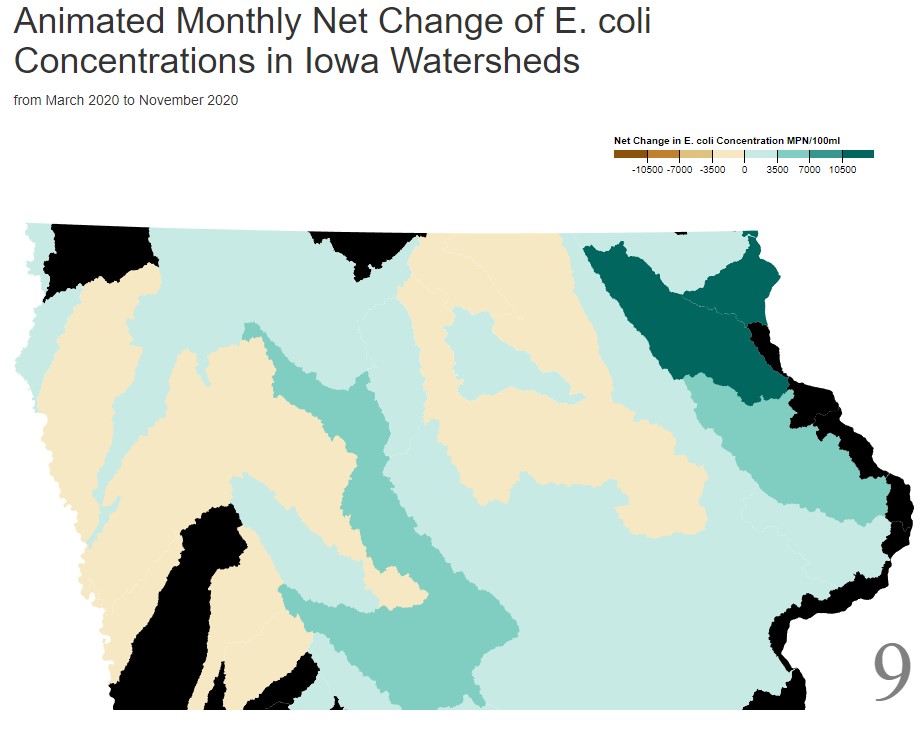 Animated Monthly Net Change of E. coli
Concentrations in Iowa Watersheds
from March 2020 to November 2020
Net Change in E. coli Concentration MPN/100ml
-10500 -7000 -3500 0 3500 7000 10500
9